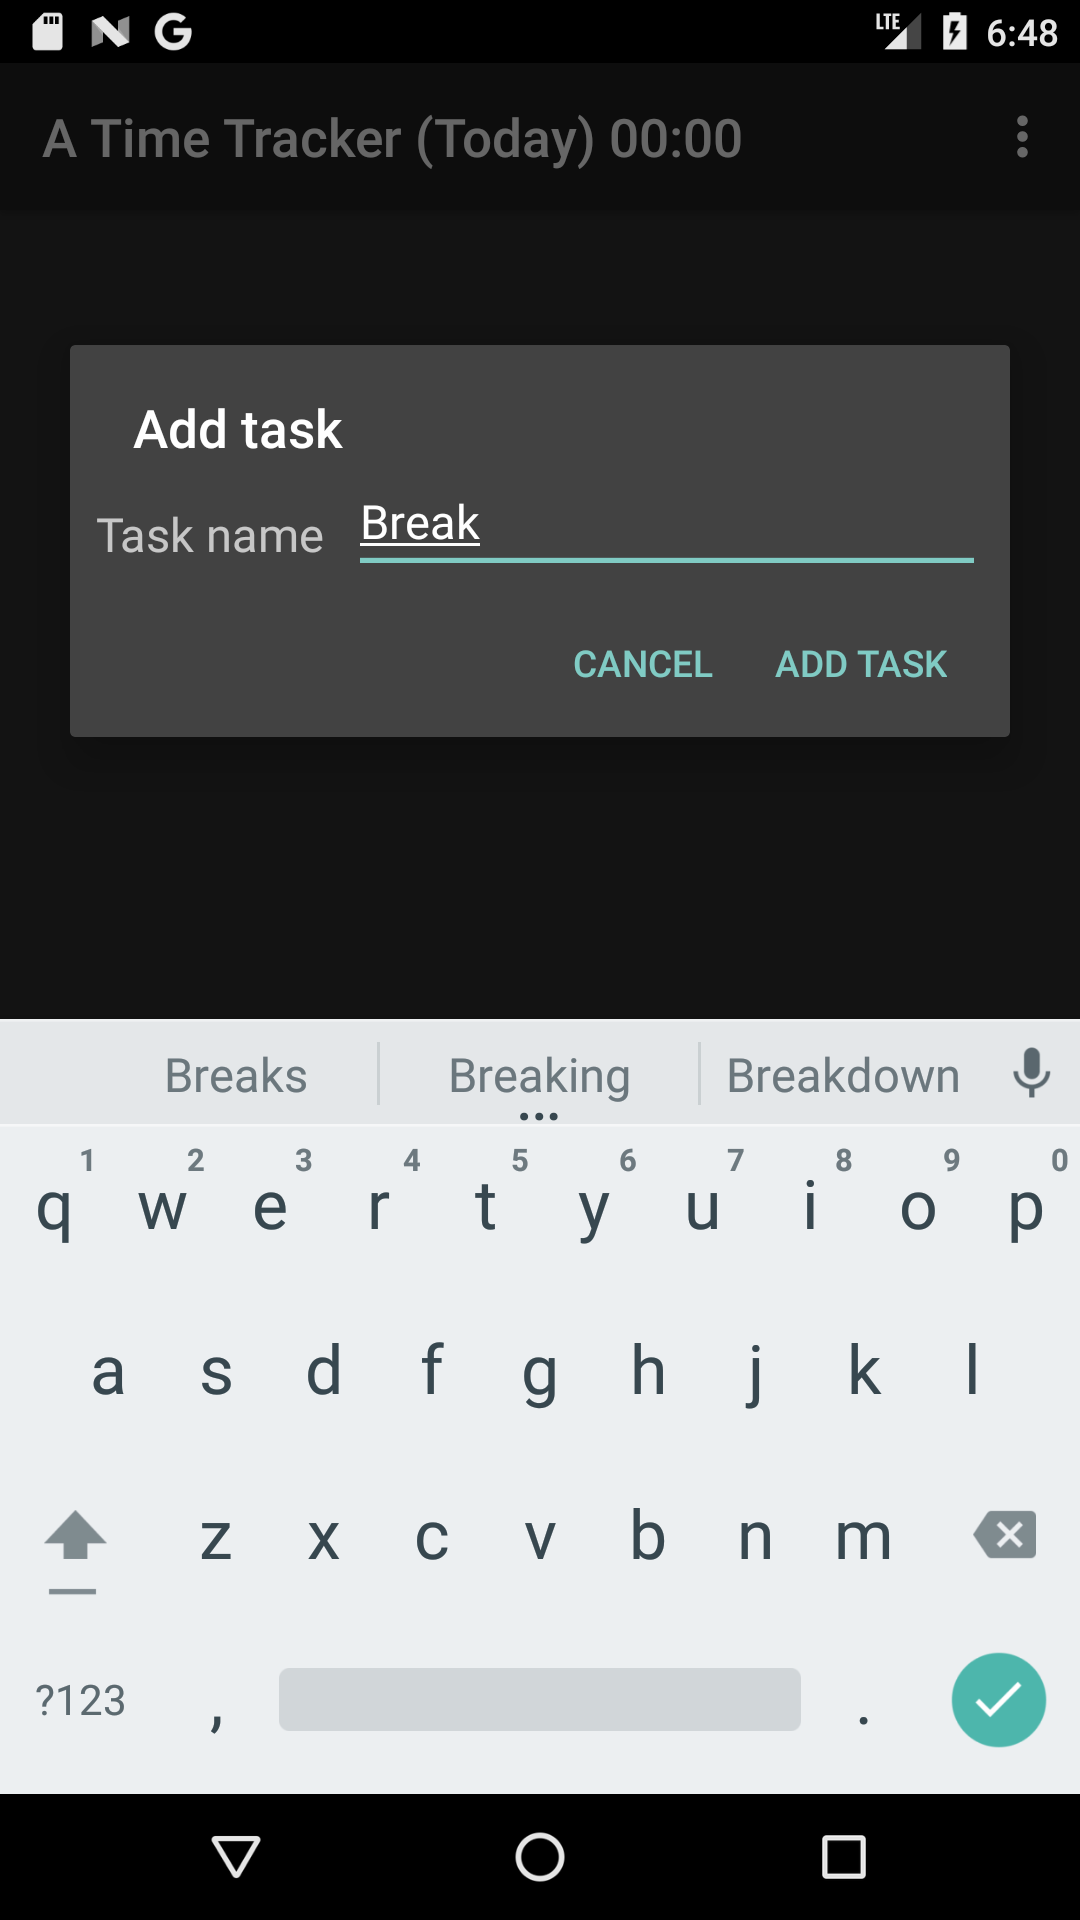 LTE 6:48
A Time Tracker (Today) 00:00
Add task
Task name Break
CANCEL ADD TASK
Breaks Breaking Breakdown
1 2 3 4 5 6 7 8 9 0
q w e r t y u i o p
a s d f g h j k l
z x c v b n m
?123 , .